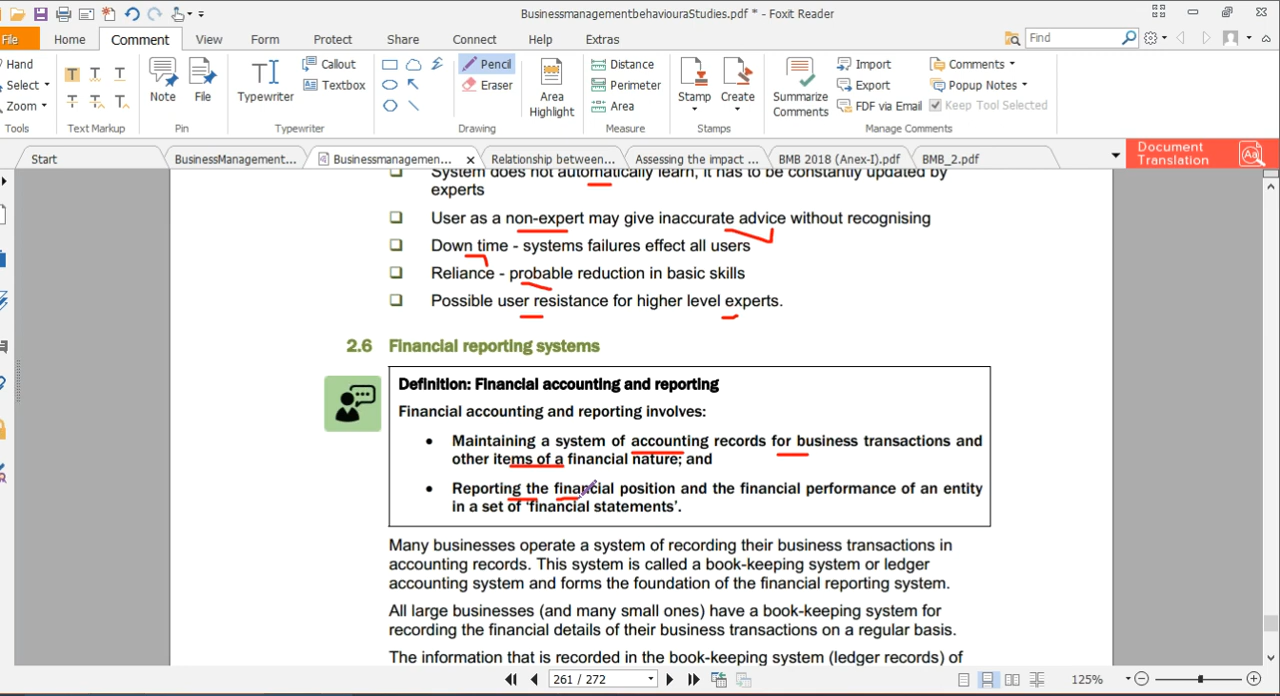 BusinessmanagementbehaviouraStudies.pdf * - Foxit Reader
File Home Comment View Form Protect Share Connect Help Extras Find
Hand Select Zoom Tools
Text Markup
Note File Pin
Typewriter Callout Textbox Typewriter
Pencil Eraser Area Highlight Drawing
Distance Perimeter Area Measure
Stamp Create Stamps
Summarize Comments Import Export FDF via Email Comments Popup Notes Keep Tool Selected Manage Comments
Start BusinessManagement... Businessmanagemen... Relationship between... Assessing the impact ... BMB 2018 (Anex-I).pdf BMB_2.pdf
Document Translation
System does not automatically learn, it has to be constantly updated by
experts
User as a non-expert may give inaccurate advice without recognising
Down time - systems failures effect all users
Reliance - probable reduction in basic skills
Possible user resistance for higher level experts.
2.6 Financial reporting systems
Definition: Financial accounting and reporting
Financial accounting and reporting involves:
• Maintaining a system of accounting records for business transactions and
other items of a financial nature; and
• Reporting the financial position and the financial performance of an entity
in a set of ‘financial statements’.
Many businesses operate a system of recording their business transactions in
accounting records. This system is called a book-keeping system or ledger
accounting system and forms the foundation of the financial reporting system.
All large businesses (and many small ones) have a book-keeping system for
recording the financial details of their business transactions on a regular basis.
The information that is recorded in the book-keeping system (ledger records) of
261 / 272 125%